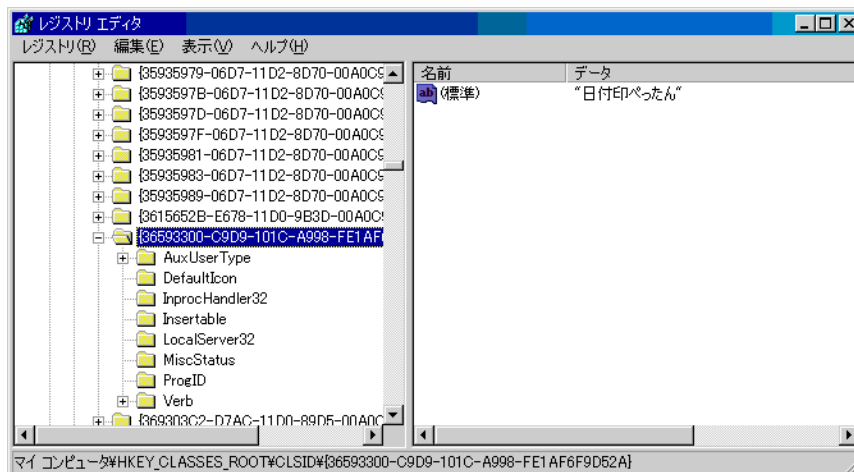 レジストリ エディタ
レジストリ(R) 編集(E) 表示(V) ヘルプ(H)
{35935979-06D7-11D2-8D70-00A0C9
{3593597B-06D7-11D2-8D70-00A0C9
{3593597D-06D7-11D2-8D70-00A0C9
{3593597F-06D7-11D2-8D70-00A0C9
{35935981-06D7-11D2-8D70-00A0C9
{35935983-06D7-11D2-8D70-00A0C9
{35935989-06D7-11D2-8D70-00A0C9
{3615652B-E678-11D0-9B3D-00A0C9
{36593300-C9D9-101C-A998-FE1AF6
AuxUserType
DefaultIcon
InprocHandler32
Insertable
LocalServer32
MiscStatus
ProgID
Verb
{369303C2-D7AC-11D0-89D5-00A0C
名前 データ
ab (標準) "日付印ぺったん"
マイ コンピュータ¥HKEY_CLASSES_ROOT¥CLSID¥{36593300-C9D9-101C-A998-FE1AF6F9D52A}